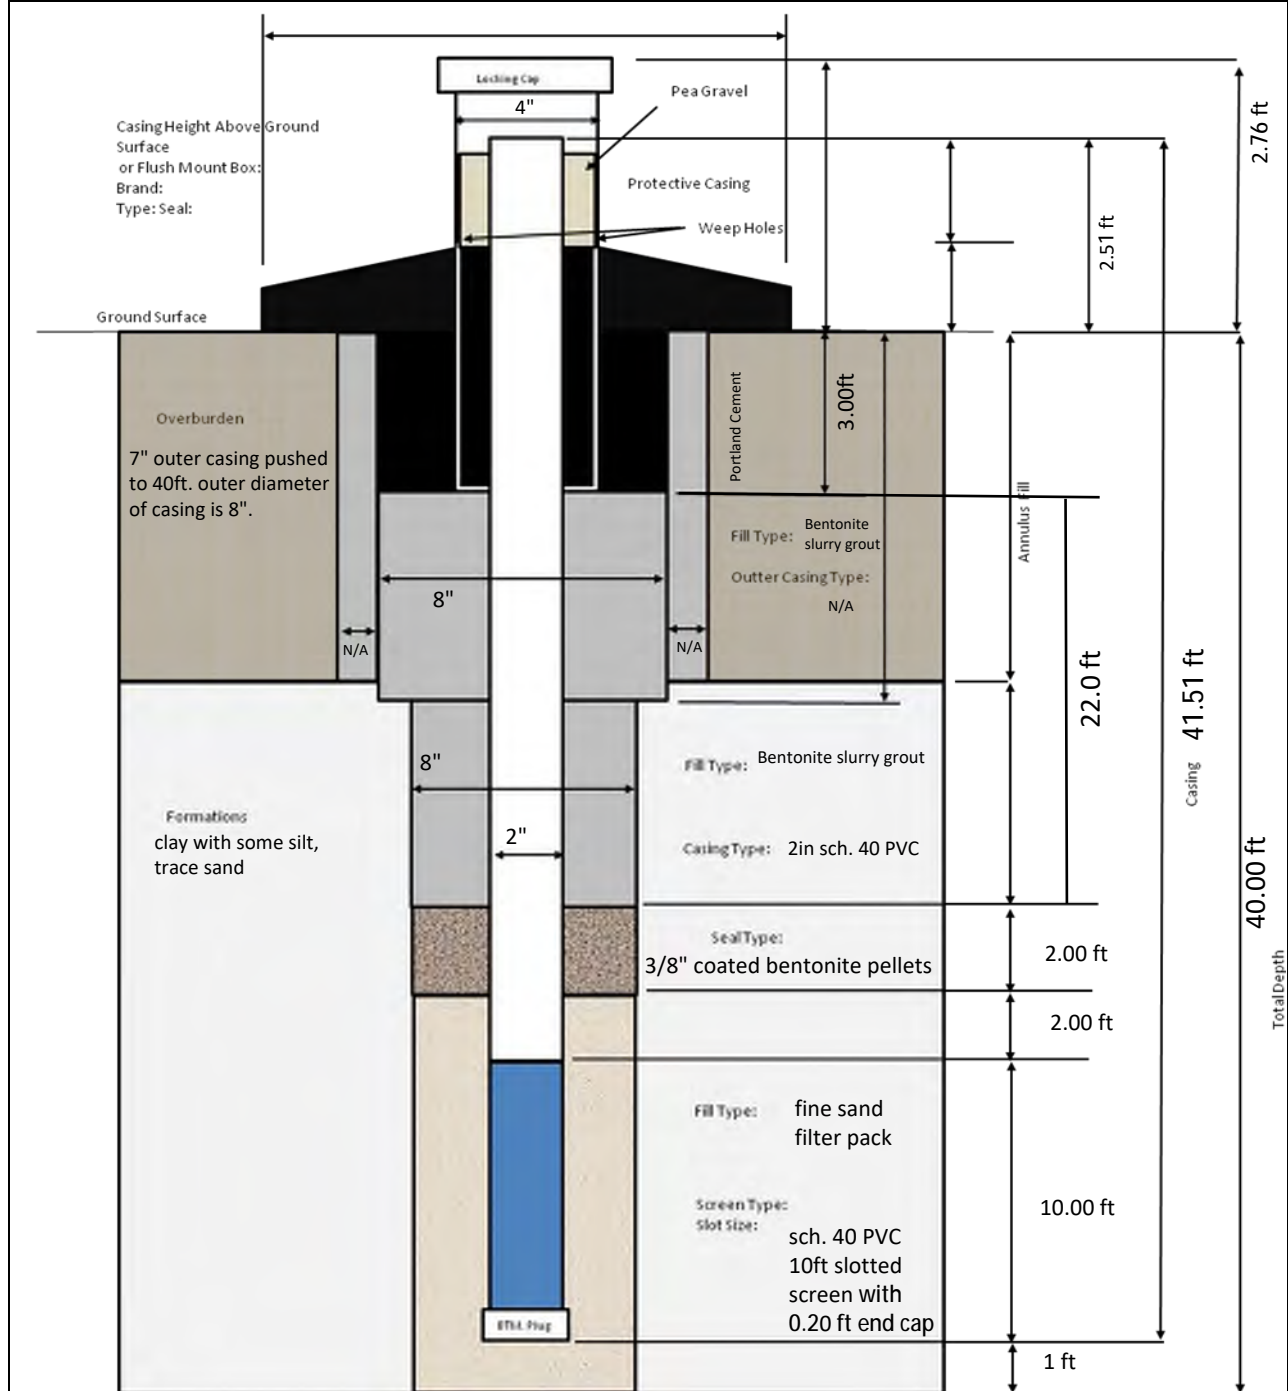 Locking Cap
4"
Pea Gravel
2.76 ft
Casing Height Above Ground
Surface
or Flush Mount Box:
Brand:
Type: Seal:
Protective Casing
Weep Holes
2.51 ft
Ground Surface
Overburden
7" outer casing pushed
to 40ft. outer diameter
of casing is 8".
Portland Cement
3.00ft
Fill Type: Bentonite
slurry grout
Outter Casing Type:
N/A
Annulus Fill
8"
N/A
N/A
22.0 ft
Casing 41.51 ft
8"
Fill Type: Bentonite slurry grout
Formations
clay with some silt,
trace sand
2"
Casing Type: 2in sch. 40 PVC
40.00 ft
Total Depth
Seal Type:
3/8" coated bentonite pellets
2.00 ft
2.00 ft
Fill Type: fine sand
filter pack
Screen Type:
Slot Size:
sch. 40 PVC
10ft slotted
screen with
0.20 ft end cap
10.00 ft
BTM. Plug
1 ft